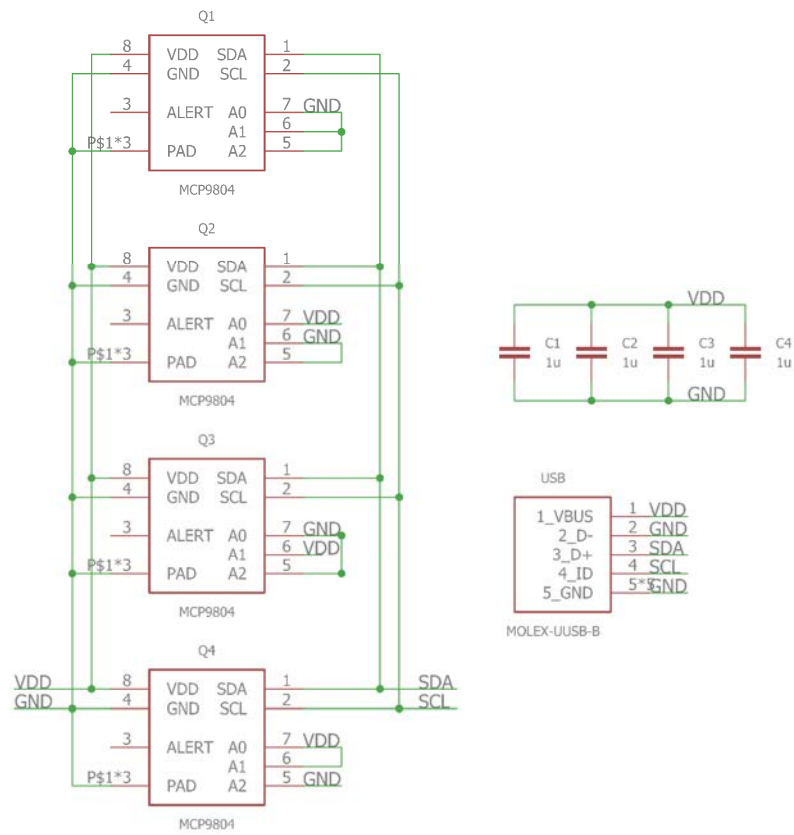 Q1
8 VDD SDA 1
4 GND SCL 2
3 ALERT A0 7 GND
A1 6
P$1*3 PAD A2 5
MCP9804
Q2
8 VDD SDA 1
4 GND SCL 2
3 ALERT A0 7 VDD
A1 6 GND
P$1*3 PAD A2 5
MCP9804
Q3
8 VDD SDA 1
4 GND SCL 2
3 ALERT A0 7 GND
A1 6 VDD
P$1*3 PAD A2 5
MCP9804
Q4
VDD 8 VDD SDA 1 SDA
GND 4 GND SCL 2 SCL
3 ALERT A0 7 VDD
A1 6
P$1*3 PAD A2 5 GND
MCP9804
VDD
C1 C2 C3 C4
1u 1u 1u 1u
GND
USB
1_VBUS 1 VDD
2_D- 2 GND
3_D+ 3 SDA
4_ID 4 SCL
5_GND 5*5 GND
MOLEX-UUSB-B